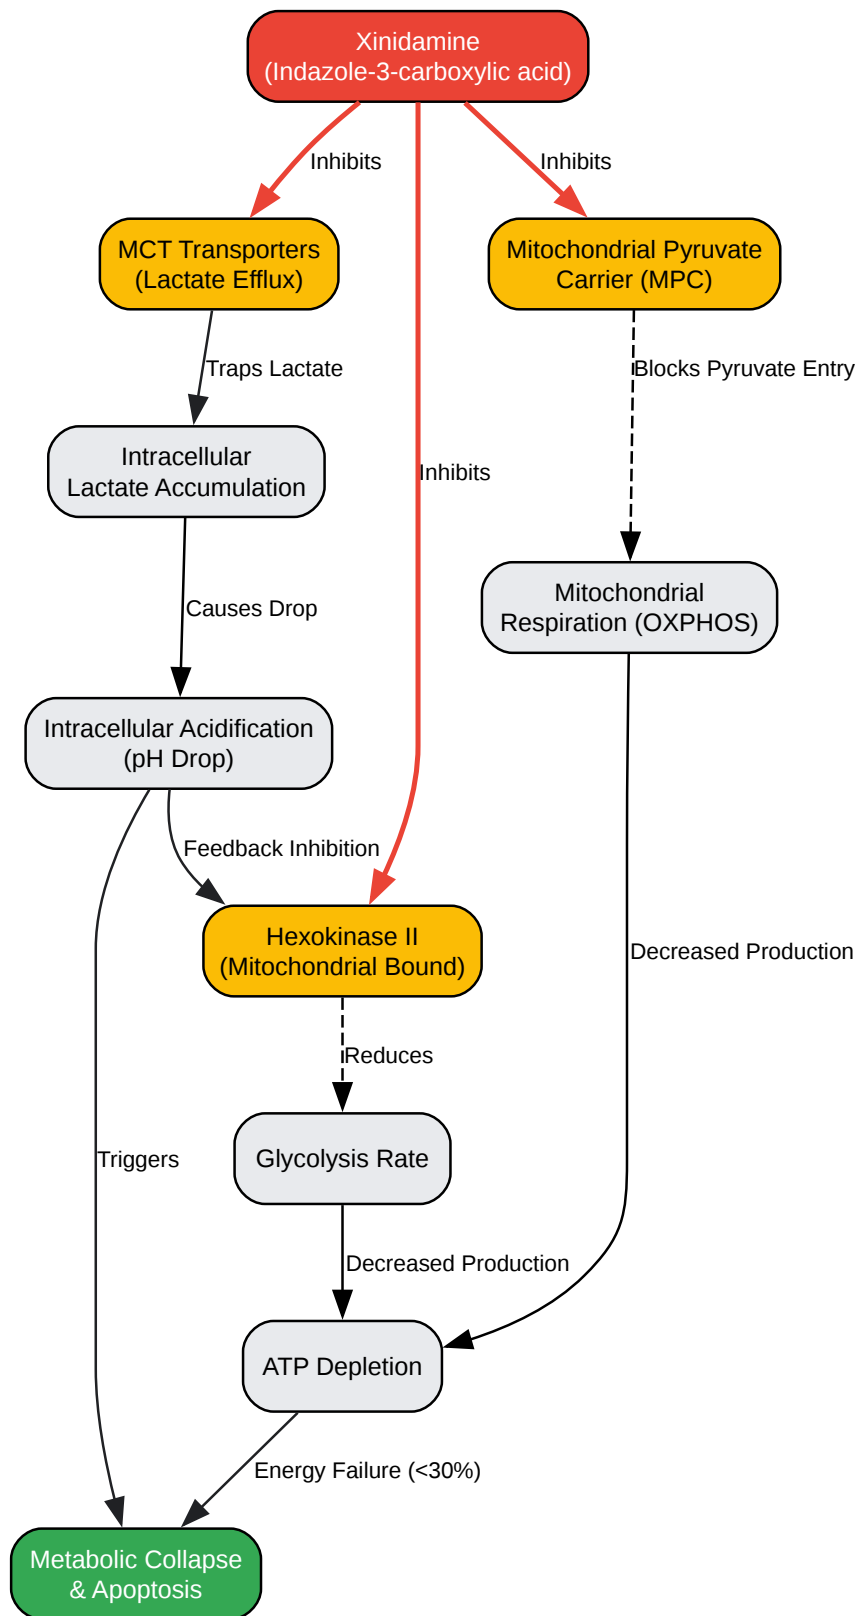 Xinidamine
(Indazole-3-carboxylic acid)
Inhibits
Inhibits
MCT Transporters
(Lactate Efflux)
Mitochondrial Pyruvate
Carrier (MPC)
Traps Lactate
Blocks Pyruvate Entry
Intracellular
Lactate Accumulation
Inhibits
Mitochondrial
Respiration (OXPHOS)
Causes Drop
Intracellular Acidification
(pH Drop)
Feedback Inhibition
Hexokinase II
(Mitochondrial Bound)
Decreased Production
Reduces
Glycolysis Rate
Triggers
Decreased Production
ATP Depletion
Energy Failure (<30%)
Metabolic Collapse
& Apoptosis